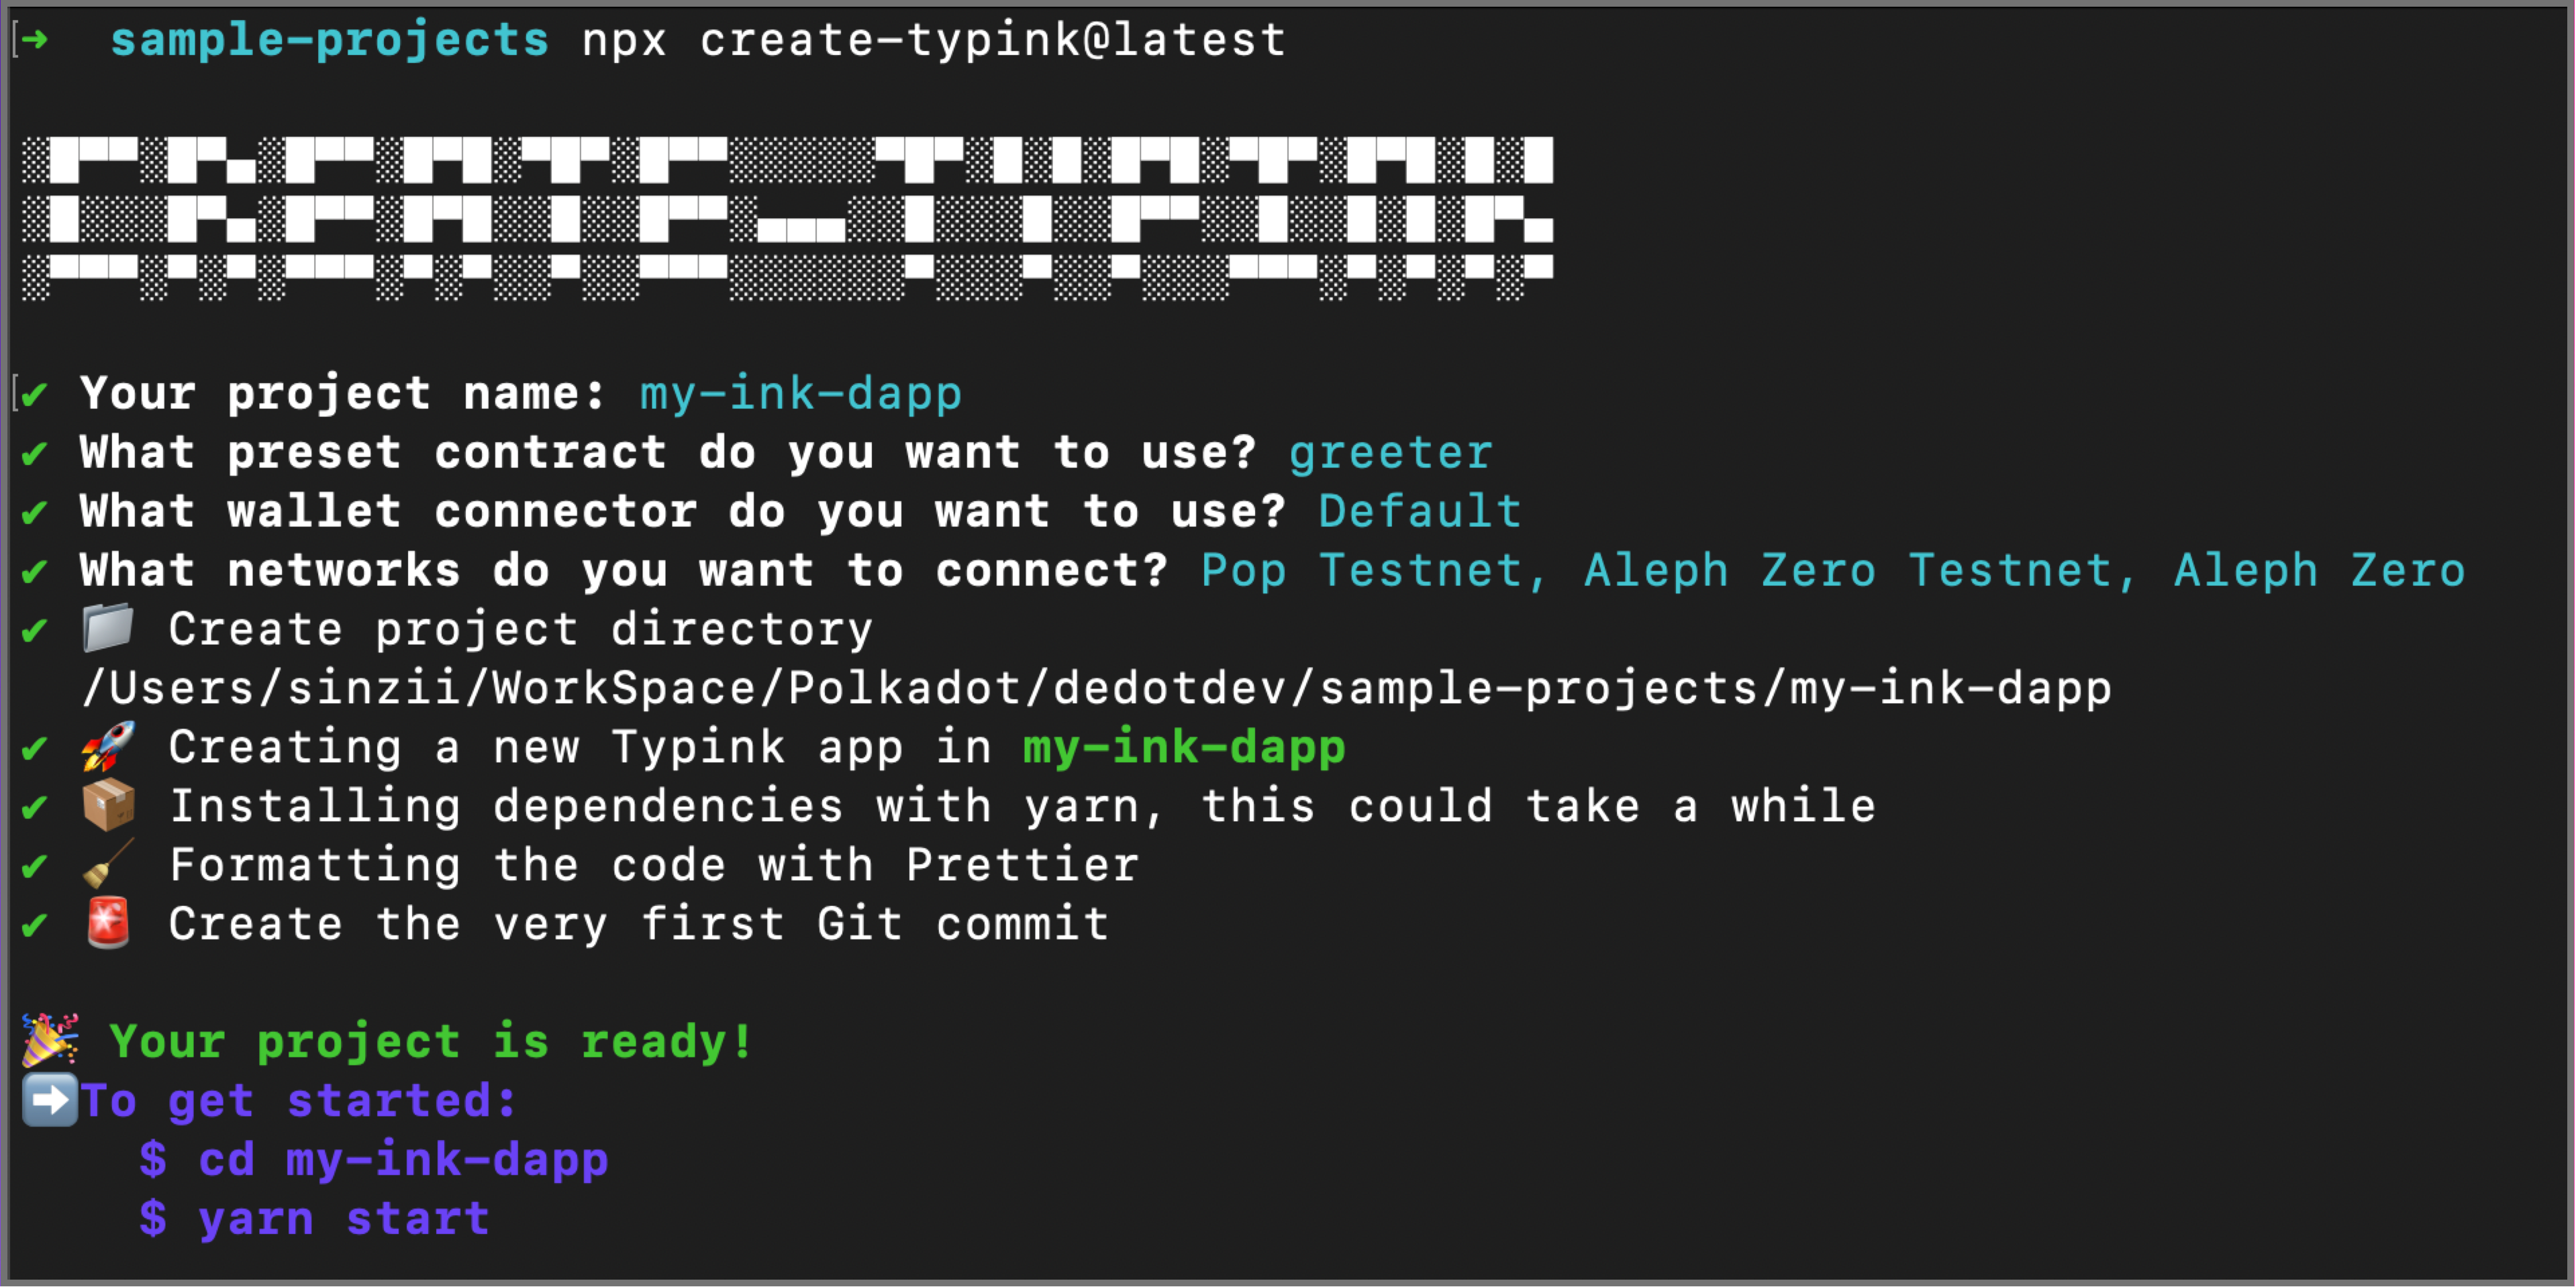 ➜  sample-projects npx create-typink@latest
CREATE-TYPINK
✔ Your project name: my-ink-dapp
✔ What preset contract do you want to use? greeter
✔ What wallet connector do you want to use? Default
✔ What networks do you want to connect? Pop Testnet, Aleph Zero Testnet, Aleph Zero
✔ 📁 Create project directory
/Users/sinzii/WorkSpace/Polkadot/dedotdev/sample-projects/my-ink-dapp
✔ 🚀 Creating a new Typink app in my-ink-dapp
✔ 📦 Installing dependencies with yarn, this could take a while
✔ 🧹 Formatting the code with Prettier
✔ 🚨 Create the very first Git commit
🎉 Your project is ready!
➡️To get started:
$ cd my-ink-dapp
$ yarn start